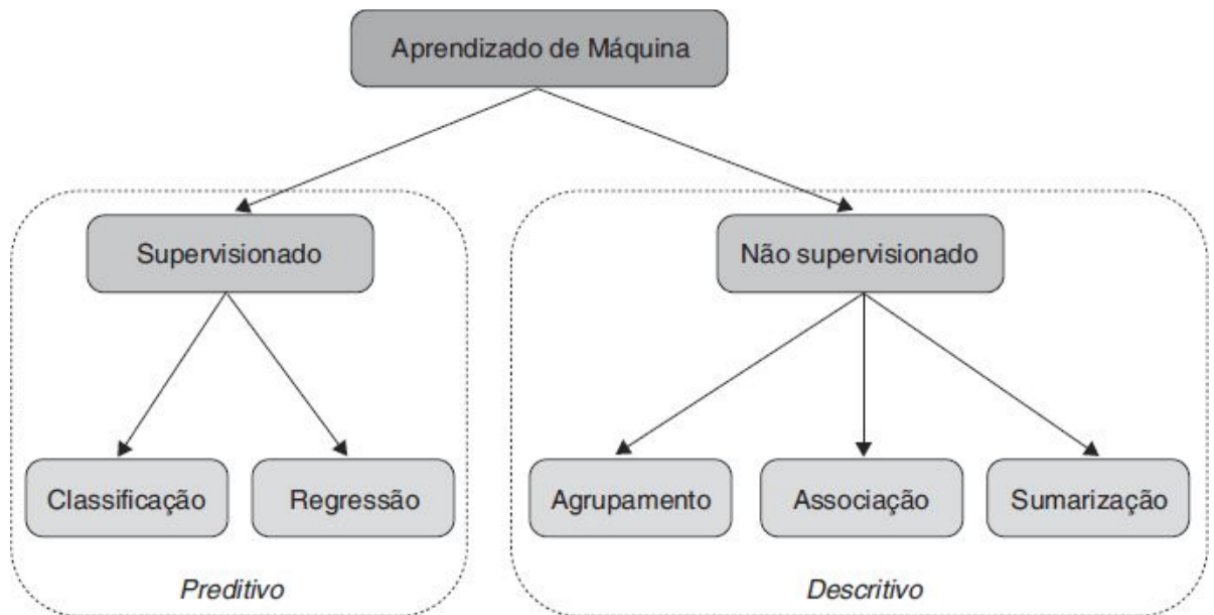 Aprendizado de Máquina
Supervisionado
Não supervisionado
Classificação
Regressão
Agrupamento
Associação
Sumarização
Preditivo
Descritivo